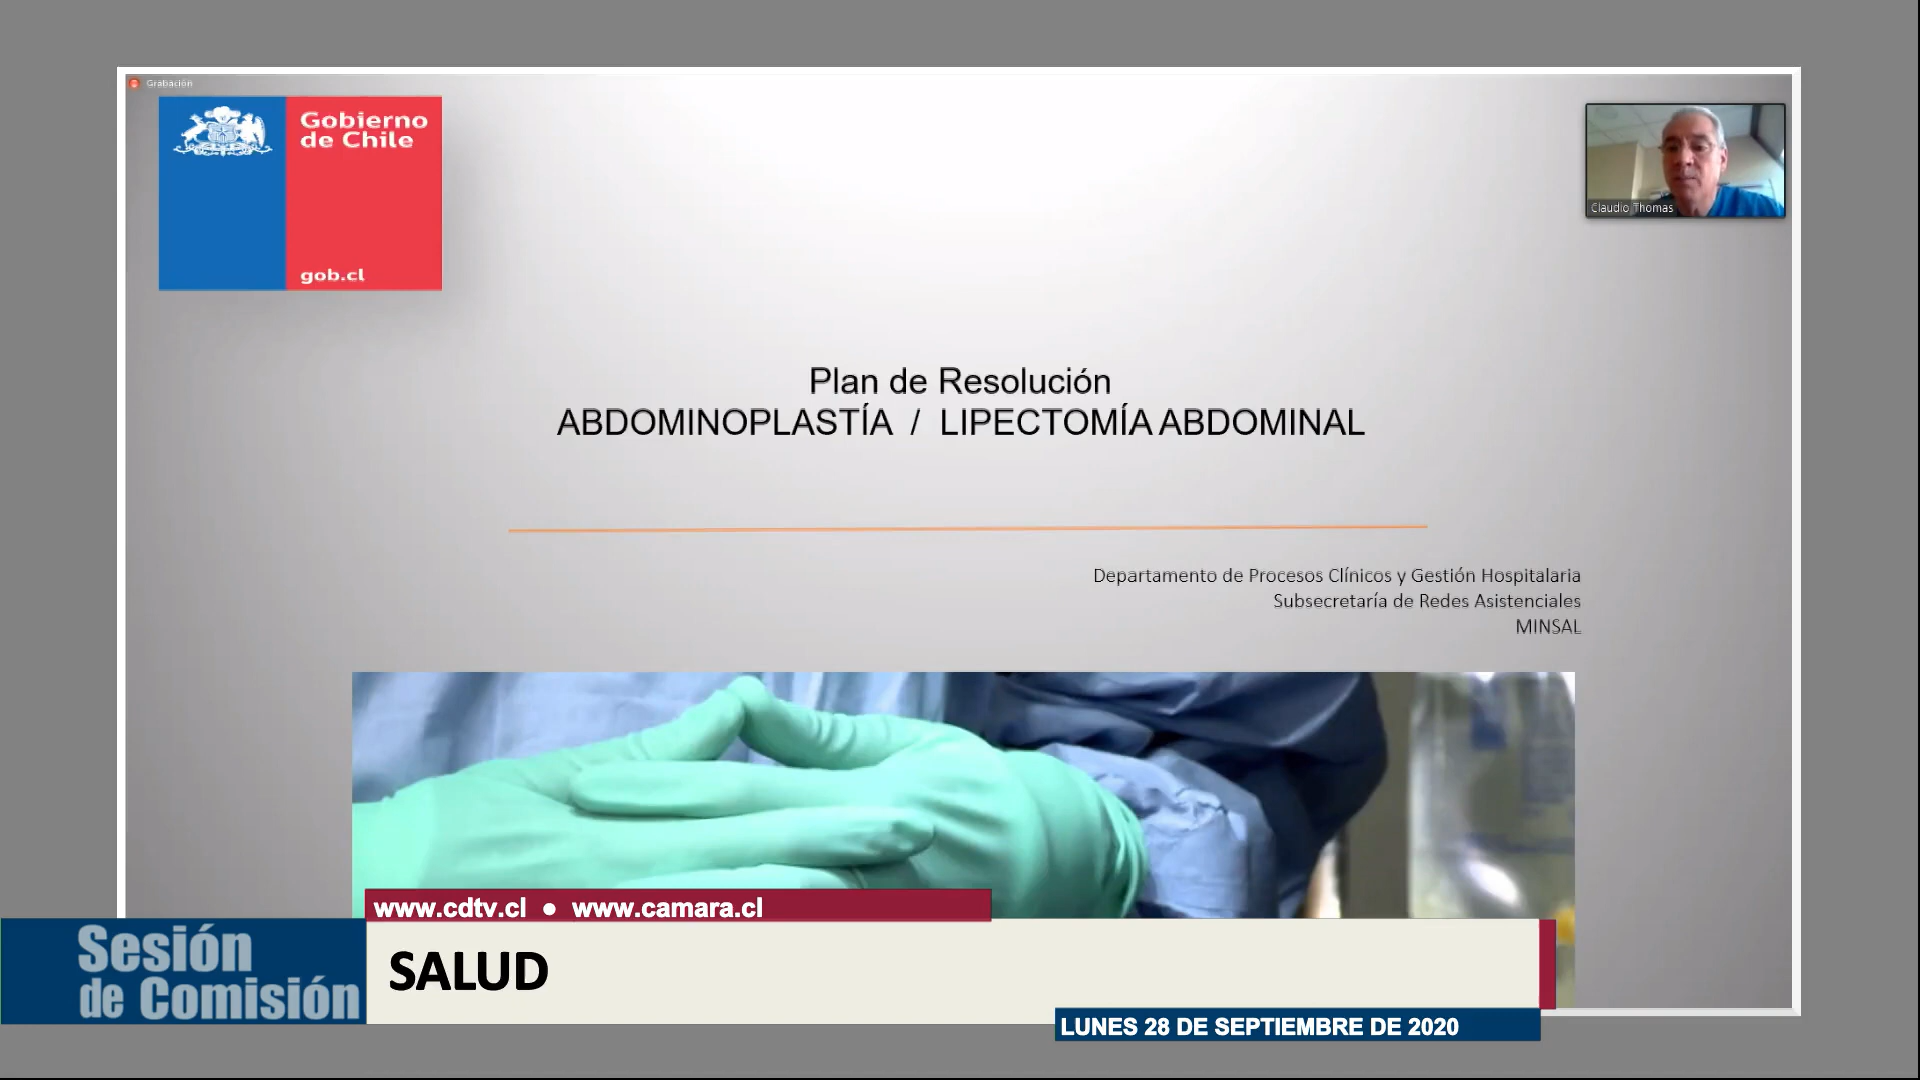 Grabación
Gobierno
de Chile
gob.cl
Claudio Thomas
Plan de Resolución
ABDOMINOPLASTÍA / LIPECTOMÍA ABDOMINAL
Departamento de Procesos Clínicos y Gestión Hospitalaria
Subsecretaría de Redes Asistenciales
MINSAL
www.cdtv.cl ● www.camara.cl
Sesión
de Comisión
SALUD
LUNES 28 DE SEPTIEMBRE DE 2020